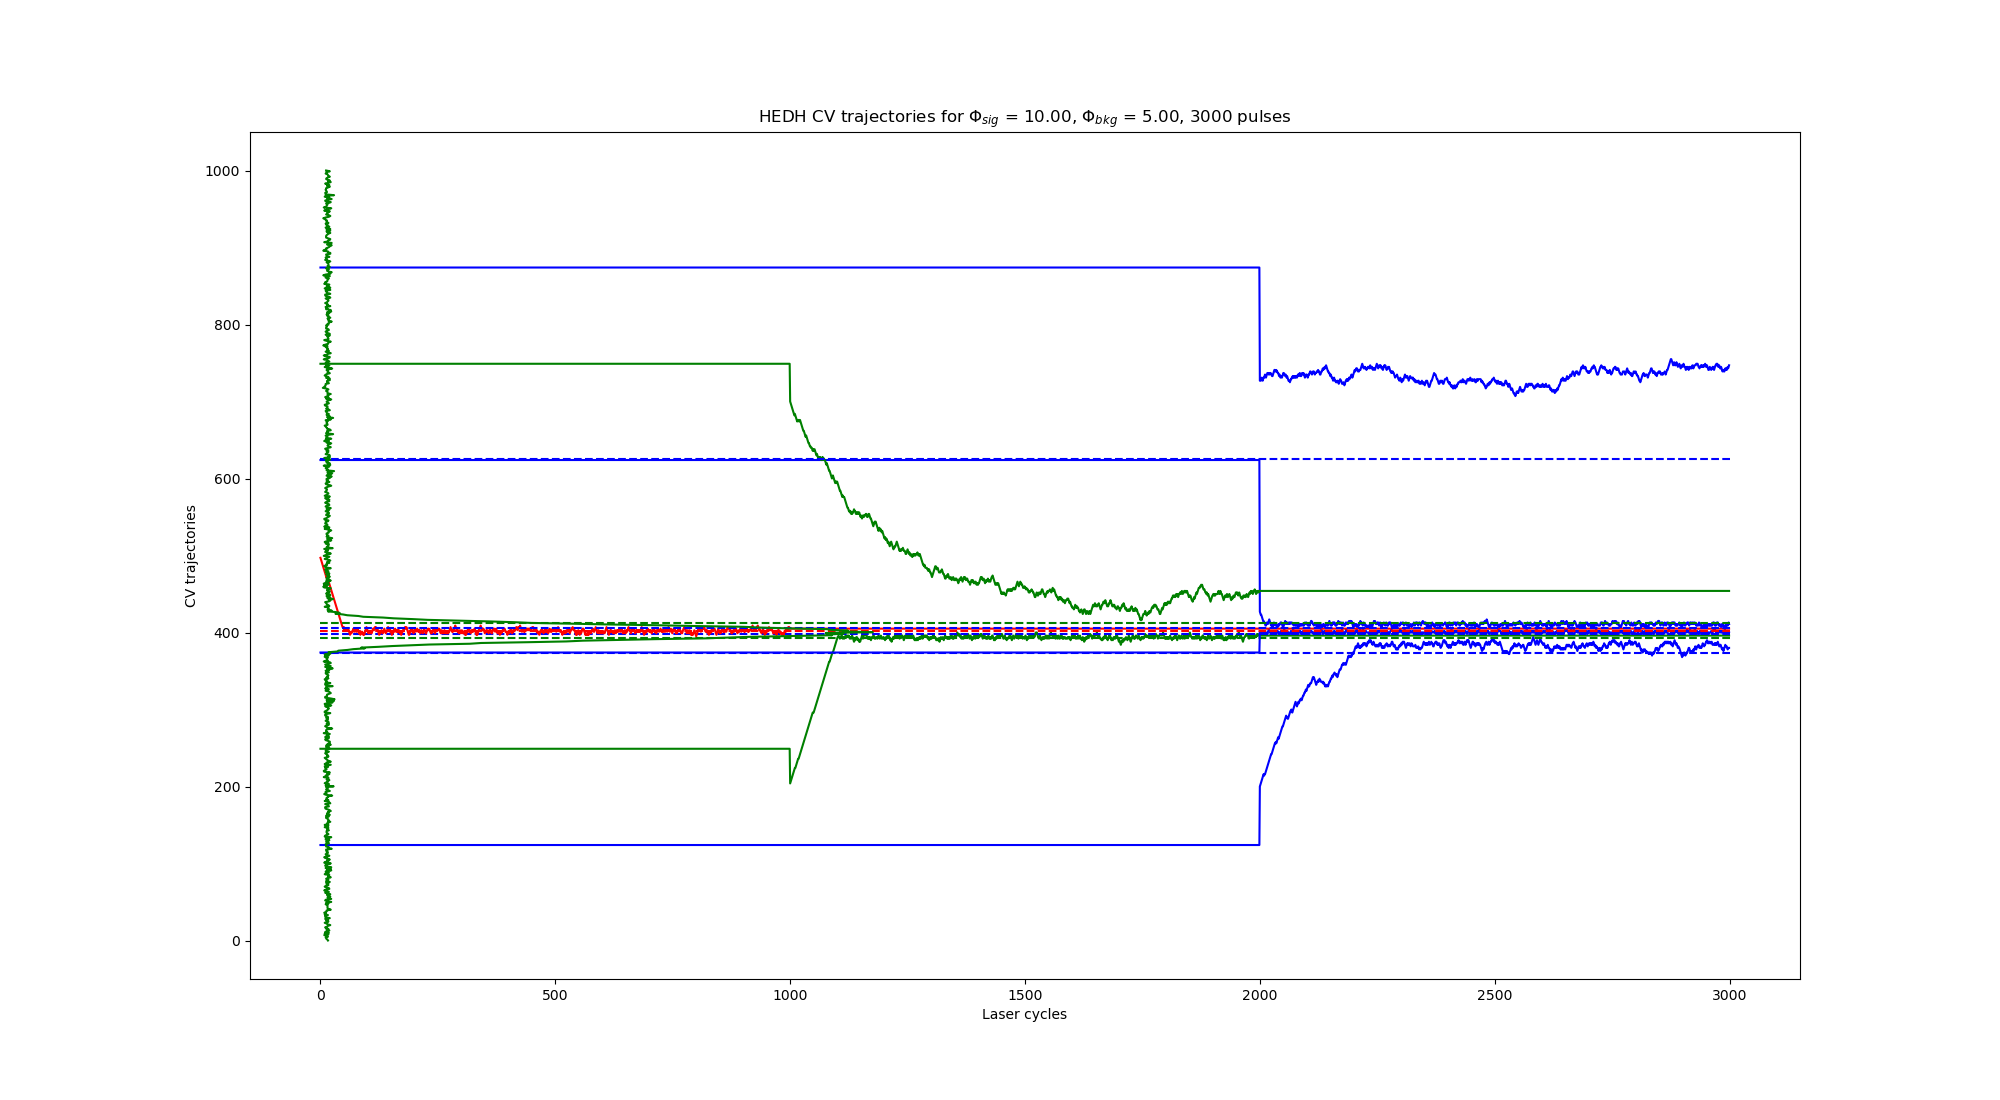 HEDH CV trajectories for Φsig = 10.00, Φbkg = 5.00, 3000 pulses
1000
800
600
400
200
0
CV trajectories
0 500 1000 1500 2000 2500 3000
Laser cycles